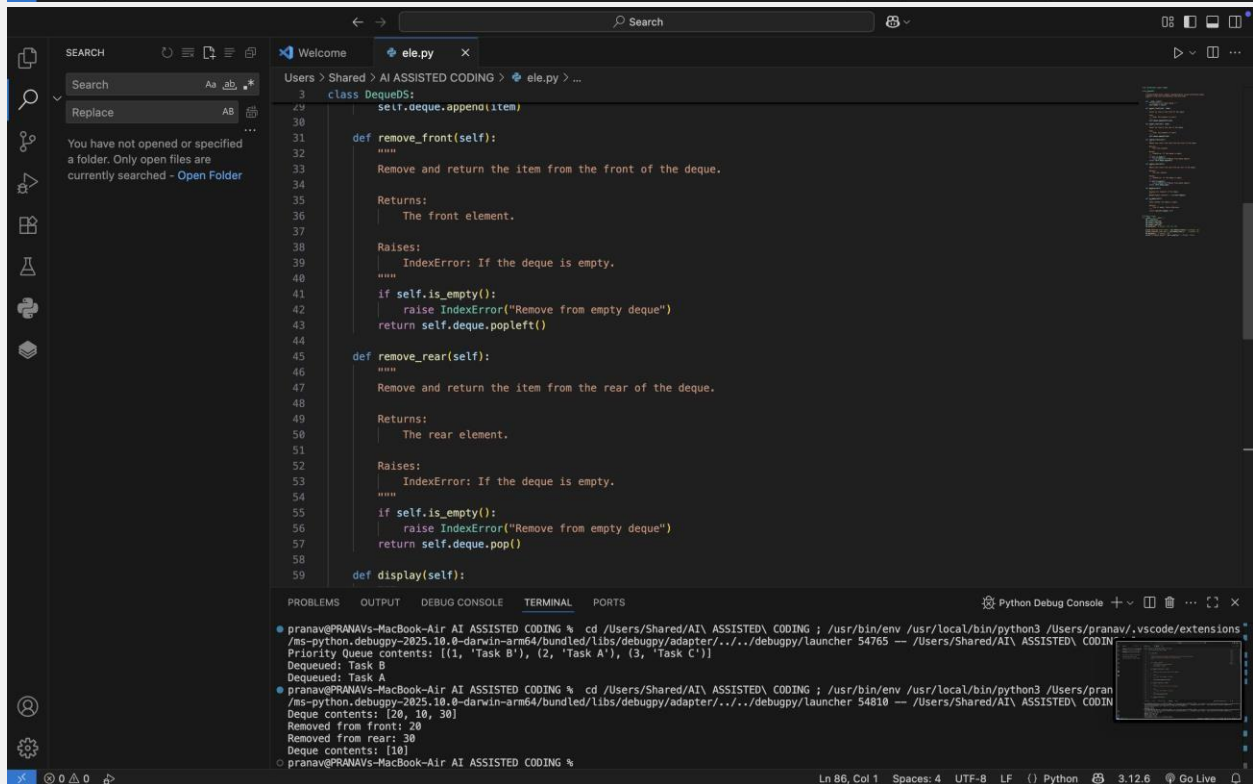 Search
SEARCH
Welcome
ele.py
Search
Aa ab .*
Replace
AB
You have not opened or specified
a folder. Only open files are
currently searched - Open Folder
Users > Shared > AI ASSISTED CODING > ele.py > ...
3 class DequeDS:
29 self.deque.append(item)
30
31 def remove_front(self):
32 """
33 Remove and return the item from the front of the deque.
34
35 Returns:
36 The front element.
37
38 Raises:
39 IndexError: If the deque is empty.
40 """
41 if self.is_empty():
42 raise IndexError("Remove from empty deque")
43 return self.deque.popleft()
44
45 def remove_rear(self):
46 """
47 Remove and return the item from the rear of the deque.
48
49 Returns:
50 The rear element.
51
52 Raises:
53 IndexError: If the deque is empty.
54 """
55 if self.is_empty():
56 raise IndexError("Remove from empty deque")
57 return self.deque.pop()
58
59 def display(self):
PROBLEMS OUTPUT DEBUG CONSOLE TERMINAL PORTS
Python Debug Console
pranav@PRANAVs-MacBook-Air AI ASSISTED CODING % cd /Users/Shared/AI\ ASSISTED\ CODING ; /usr/bin/env /usr/local/bin/python3 /Users/pranav/.vscode/extensions
/ms-python.debugpy-2025.10.0-darwin-arm64/bundled/libs/debugpy/adapter/../../debugpy/launcher 54765 -- /Users/Shared/AI\ ASSISTED\ CODIN
Priority Queue contents: [(1, 'Task B'), (2, 'Task A'), (3, 'Task C')]
Dequeued: Task B
Dequeued: Task A
pranav@PRANAVs-MacBook-Air AI ASSISTED CODING % cd /Users/Shared/AI\ ASSISTED\ CODING ; /usr/bin/env /usr/local/bin/python3 /Users/pran
/ms-python.debugpy-2025.10.0-darwin-arm64/bundled/libs/debugpy/adapter/../../debugpy/launcher 54810 -- /Users/Shared/AI\ ASSISTED\ CODIN
Deque contents: [20, 10, 30]
Removed from front: 20
Removed from rear: 30
Deque contents: [10]
pranav@PRANAVs-MacBook-Air AI ASSISTED CODING %
0 0 Ln 86, Col 1 Spaces: 4 UTF-8 LF {} Python 3.12.6 Go Live